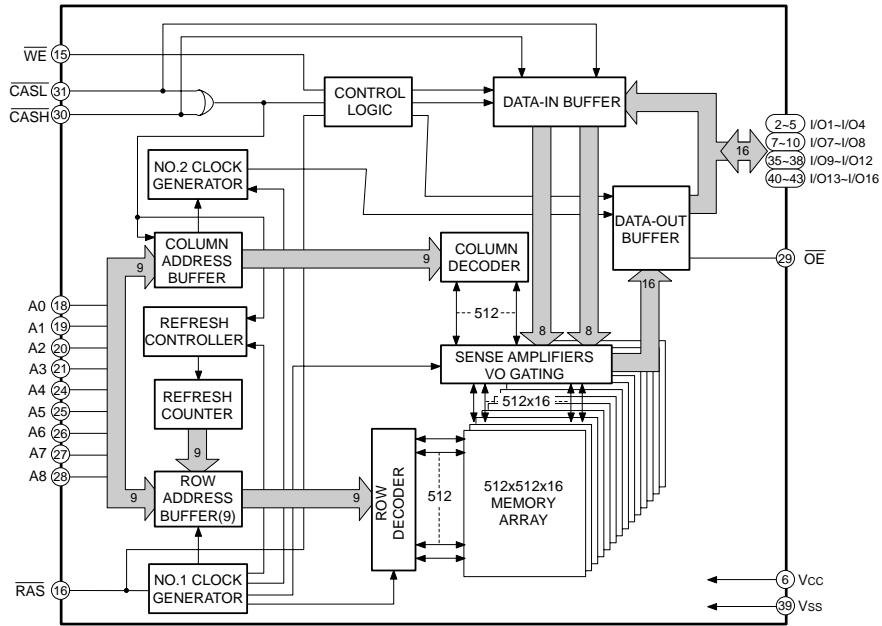 WE 15
CASL 31
CASH 30
CONTROL
LOGIC
DATA-IN BUFFER
2~5 I/O1~I/O4
7~10 I/O7~I/O8
35~38 I/O9~I/O12
40~43 I/O13~I/O16
16
NO.2 CLOCK
GENERATOR
DATA-OUT
BUFFER
COLUMN
ADDRESS
BUFFER
9
9
COLUMN
DECODER
29 OE
16
A0 18
A1 19
A2 20
A3 21
A4 24
A5 25
A6 26
A7 27
A8 28
REFRESH
CONTROLLER
512
8
8
SENSE AMPLIFIERS
VO GATING
REFRESH
COUNTER
512x16
9
9
ROW
ADDRESS
BUFFER(9)
9
ROW
DECODER
512
512x512x16
MEMORY
ARRAY
RAS 16
NO.1 CLOCK
GENERATOR
6 Vcc
39 Vss